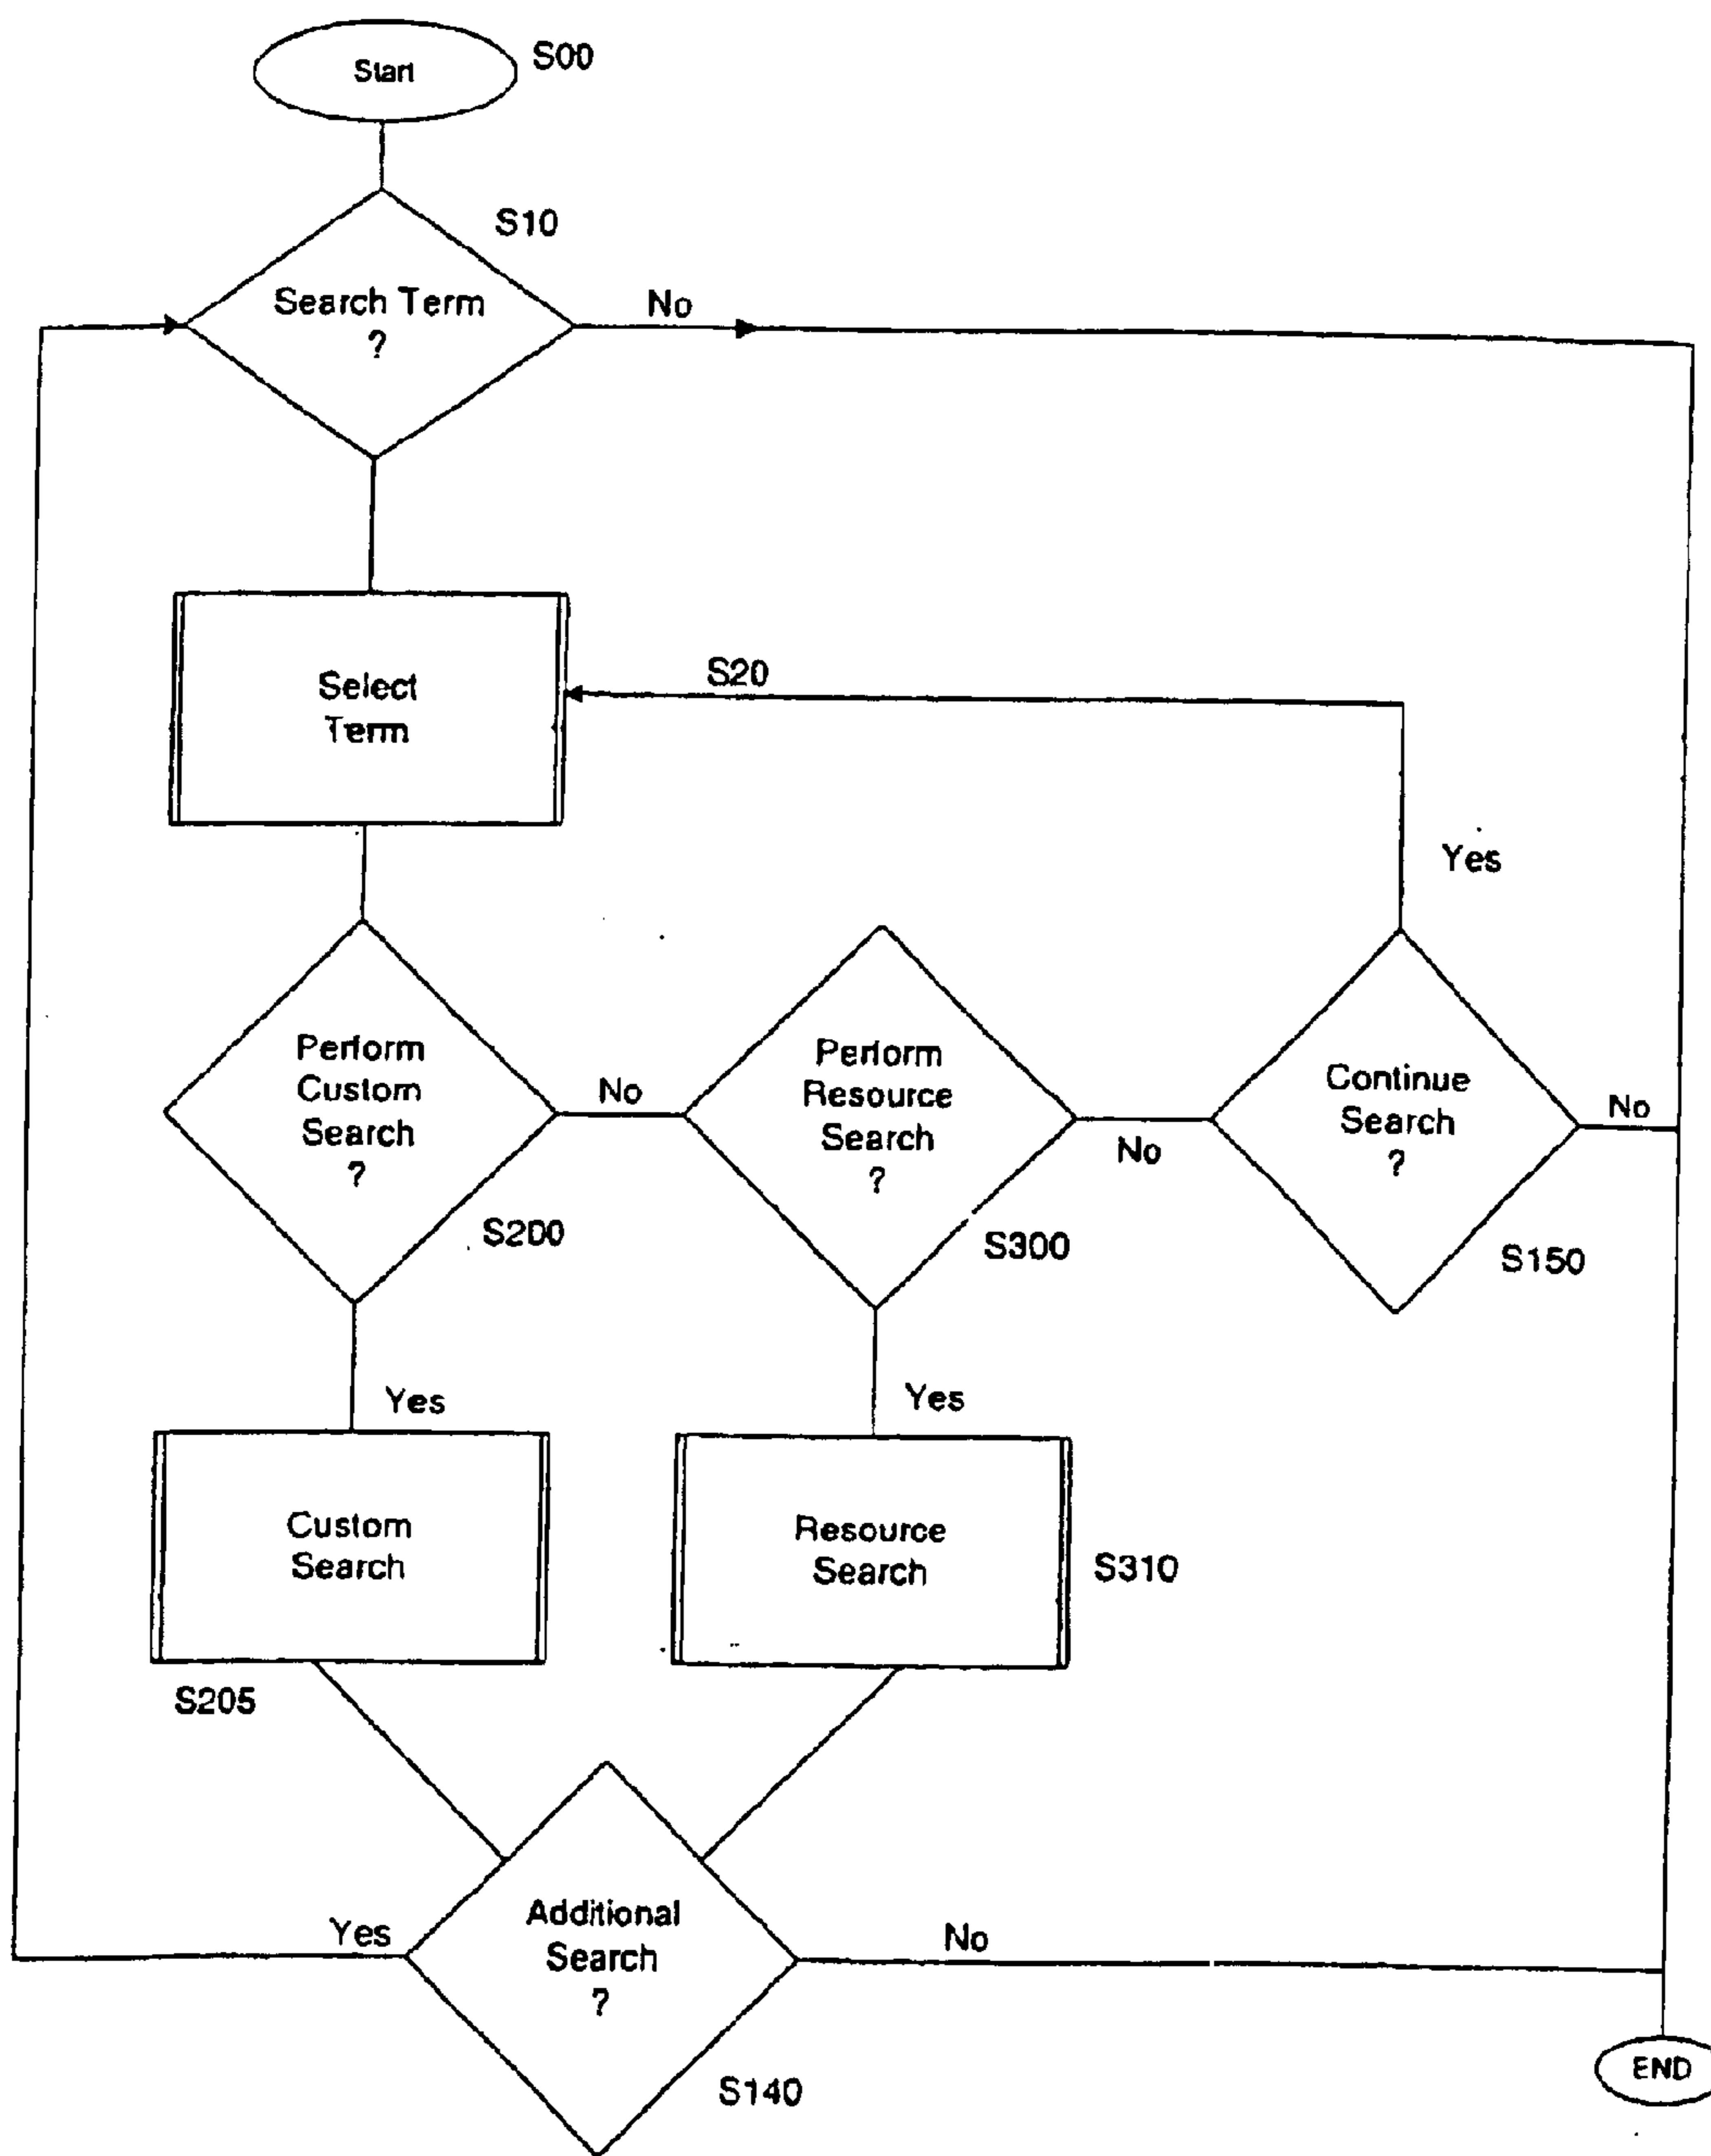 Start
S00
S10
Search Term
?
No
Select
Term
S20
Yes
Perform
Custom
Search
?
No
S200
Perform
Resource
Search
?
No
S300
Continue
Search
?
No
S150
Yes
Custom
Search
S205
Yes
Resource
Search
S310
Additional
Search
?
Yes
No
S140
END